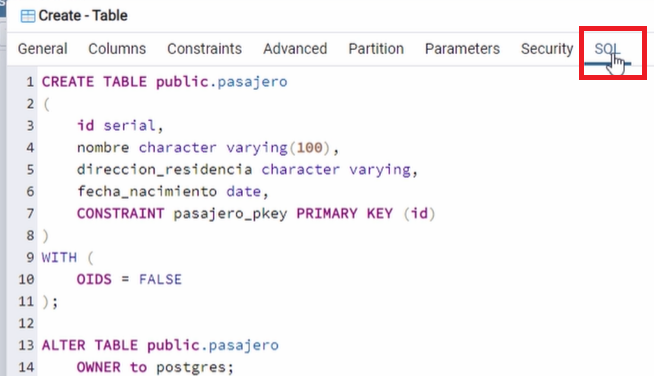 Create - Table
General Columns Constraints Advanced Partition Parameters Security SQL
1 CREATE TABLE public.pasajero
2 (
3 id serial,
4 nombre character varying(100),
5 direccion_residencia character varying,
6 fecha_nacimiento date,
7 CONSTRAINT pasajero_pkey PRIMARY KEY (id)
8 )
9 WITH (
10 OIDS = FALSE
11 );
12
13 ALTER TABLE public.pasajero
14 OWNER to postgres;